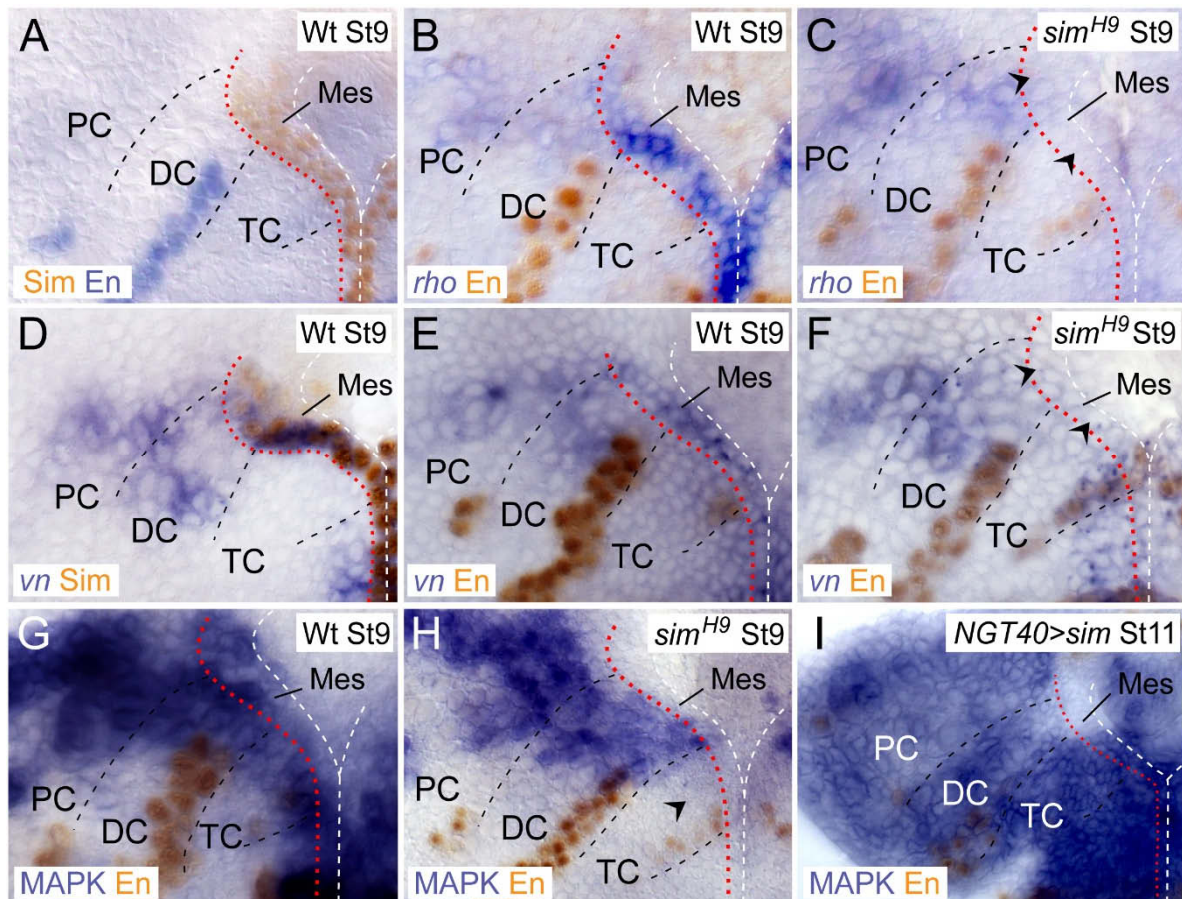 A
Wt St9
PC
DC
TC
Mes
Sim En
B
Wt St9
PC
DC
TC
Mes
rho En
C
simH9 St9
PC
DC
TC
Mes
rho En
D
Wt St9
PC
DC
TC
Mes
vn Sim
E
Wt St9
PC
DC
TC
Mes
vn En
F
simH9 St9
PC
DC
TC
Mes
vn En
G
Wt St9
PC
DC
TC
Mes
MAPK En
H
simH9 St9
PC
DC
TC
Mes
MAPK En
I
NGT40>sim St11
PC
DC
TC
Mes
MAPK En